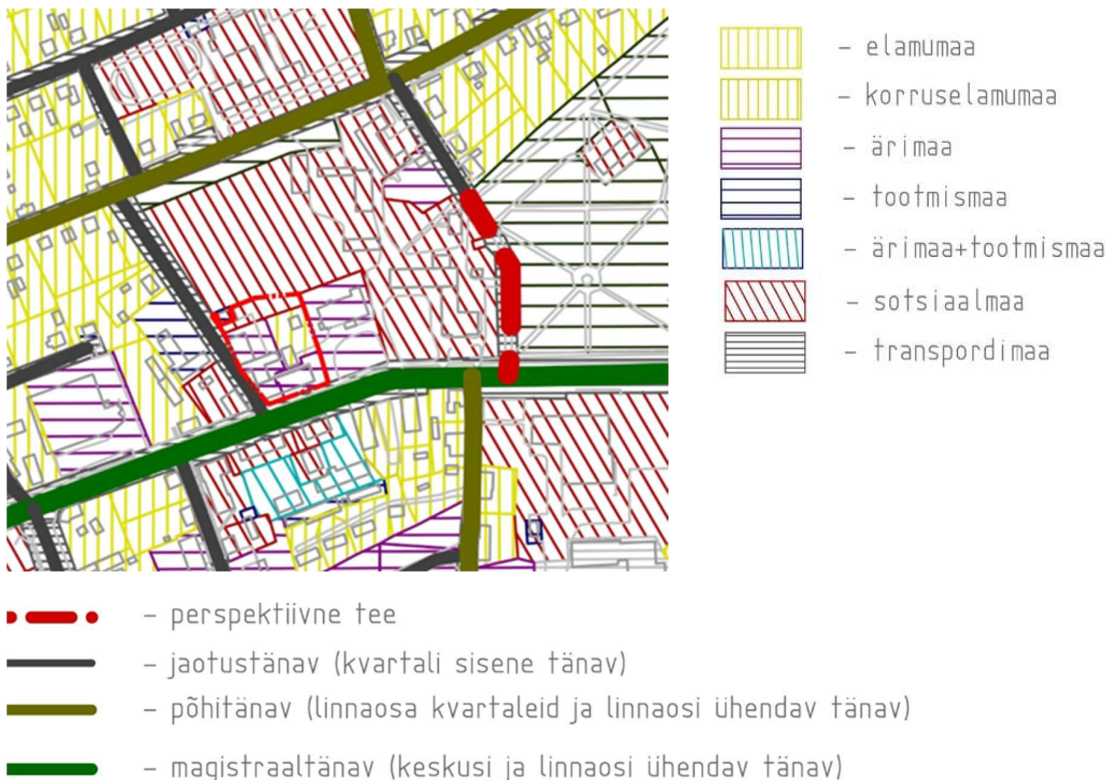 - elamumaa
- korruselamumaa
- ärimaa
- tootmismaa
- ärimaa+tootmismaa
- sotsiaalmaa
- transpordimaa
- perspektiivne tee
- jaotustänav (kvartali sisene tänav)
- põhitänav (linnaosa kvartaleid ja linnaosi ühendav tänav)
- magistraaltänav (keskusi ja linnaosi ühendav tänav)